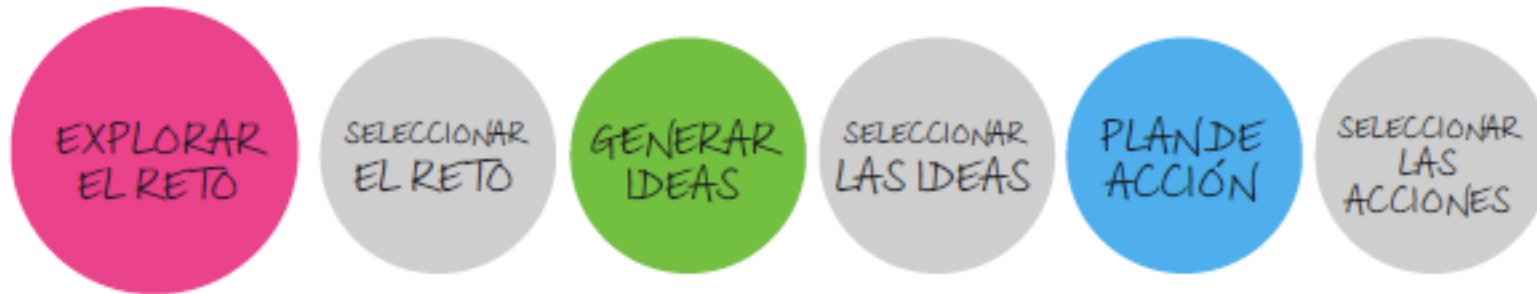 EXPLORAR
EL RETO
SELECCIONAR
EL RETO
GENERAR
IDEAS
SELECCIONAR
LAS IDEAS
PLAN DE
ACCIÓN
SELECCIONAR
LAS
ACCIONES